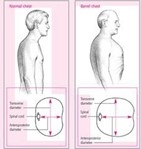 Normal chest
Transverse
diameter
Spinal cord
Anteroposterior
diameter
Barrel chest
Transverse
diameter
Spinal
cord
Anteroposterior
diameter